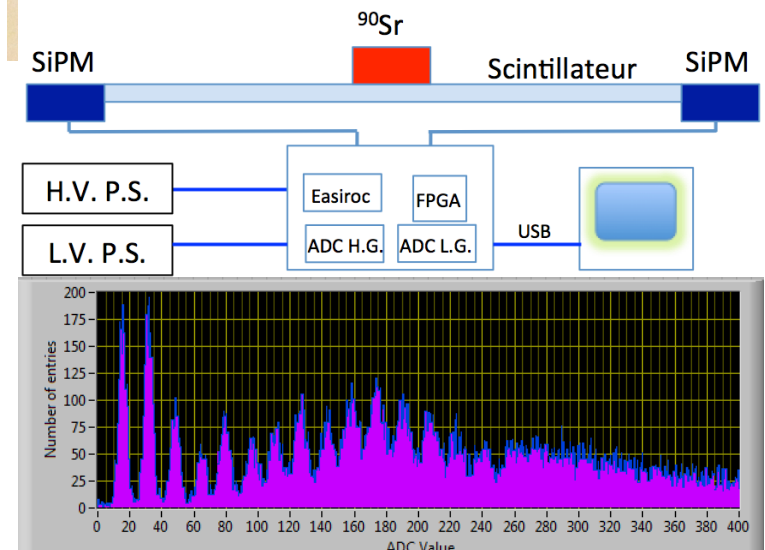 ⁹⁰Sr
SiPM
Scintillateur
SiPM
H.V. P.S.
L.V. P.S.
Easiroc
FPGA
ADC H.G.
ADC L.G.
USB
Number of entries
200
175
150
125
100
75
50
25
0
0 20 40 60 80 100 120 140 160 180 200 220 240 260 280 300 320 340 360 380 400
ADC Value